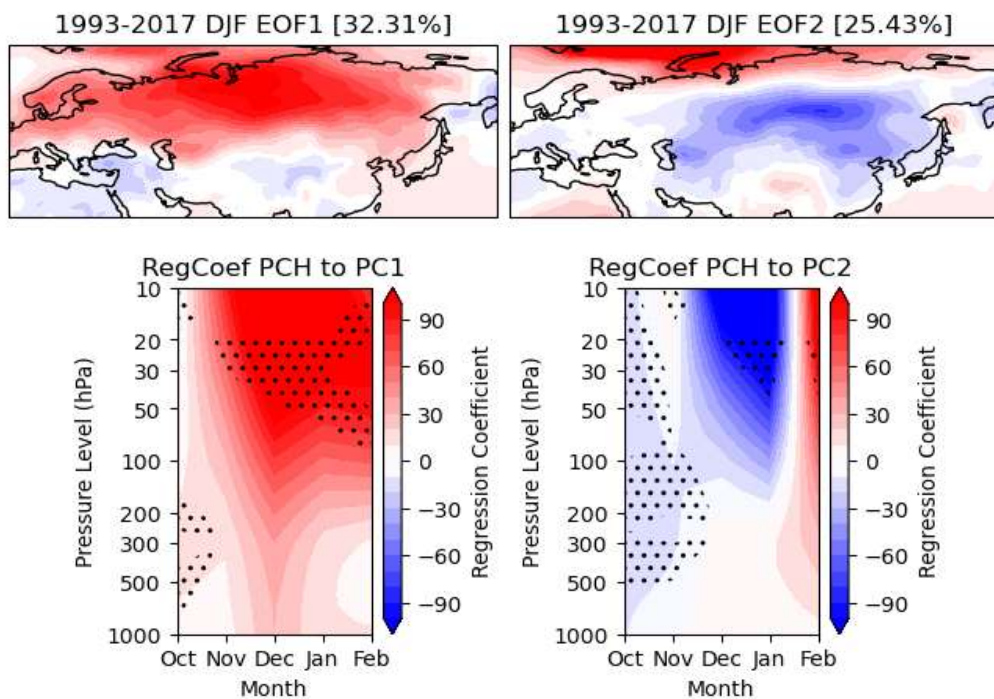 1993-2017 DJF EOF1 [32.31%]
1993-2017 DJF EOF2 [25.43%]
RegCoef PCH to PC1
Pressure Level (hPa)
10
20
30
50
100
200
300
500
1000
Oct Nov Dec Jan Feb
Month
90
60
30
0
−30
−60
−90
Regression Coefficient
RegCoef PCH to PC2
Pressure Level (hPa)
10
20
30
50
100
200
300
500
1000
Oct Nov Dec Jan Feb
Month
90
60
30
0
−30
−60
−90
Regression Coefficient